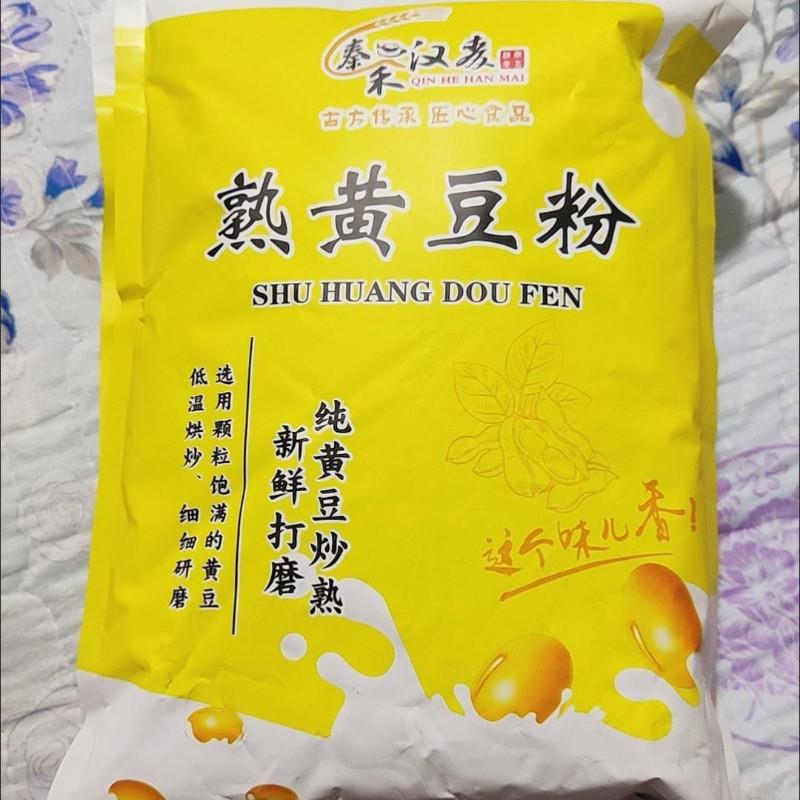 秦禾汉麦
QIN HE HAN MAI
古方传承 匠心食品
熟黄豆粉
SHU HUANG DOU FEN
纯黄豆炒熟
新鲜打磨
选用颗粒饱满的黄豆
低温烘炒、细细研磨
这个味儿香!